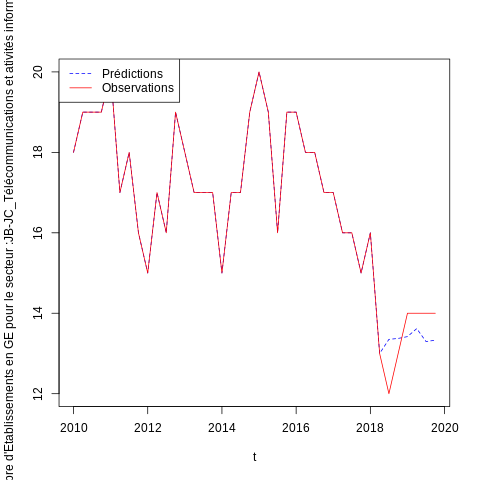 Prédictions
Observations
bre d'Etablissements en GE pour le secteur :JB-JC_Télécommunications et ativités inform
20
18
16
14
12
2010 2012 2014 2016 2018 2020
t